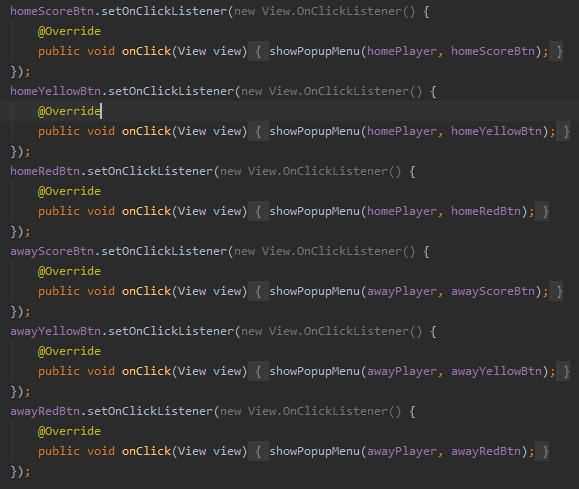 homeScoreBtn.setOnClickListener(new View.OnClickListener() {
    @Override
    public void onClick(View view) { showPopupMenu(homePlayer, homeScoreBtn); }
});
homeYellowBtn.setOnClickListener(new View.OnClickListener() {
    @Override
    public void onClick(View view) { showPopupMenu(homePlayer, homeYellowBtn); }
});
homeRedBtn.setOnClickListener(new View.OnClickListener() {
    @Override
    public void onClick(View view) { showPopupMenu(homePlayer, homeRedBtn); }
});
awayScoreBtn.setOnClickListener(new View.OnClickListener() {
    @Override
    public void onClick(View view) { showPopupMenu(awayPlayer, awayScoreBtn); }
});
awayYellowBtn.setOnClickListener(new View.OnClickListener() {
    @Override
    public void onClick(View view) { showPopupMenu(awayPlayer, awayYellowBtn); }
});
awayRedBtn.setOnClickListener(new View.OnClickListener() {
    @Override
    public void onClick(View view) { showPopupMenu(awayPlayer, awayRedBtn); }
});